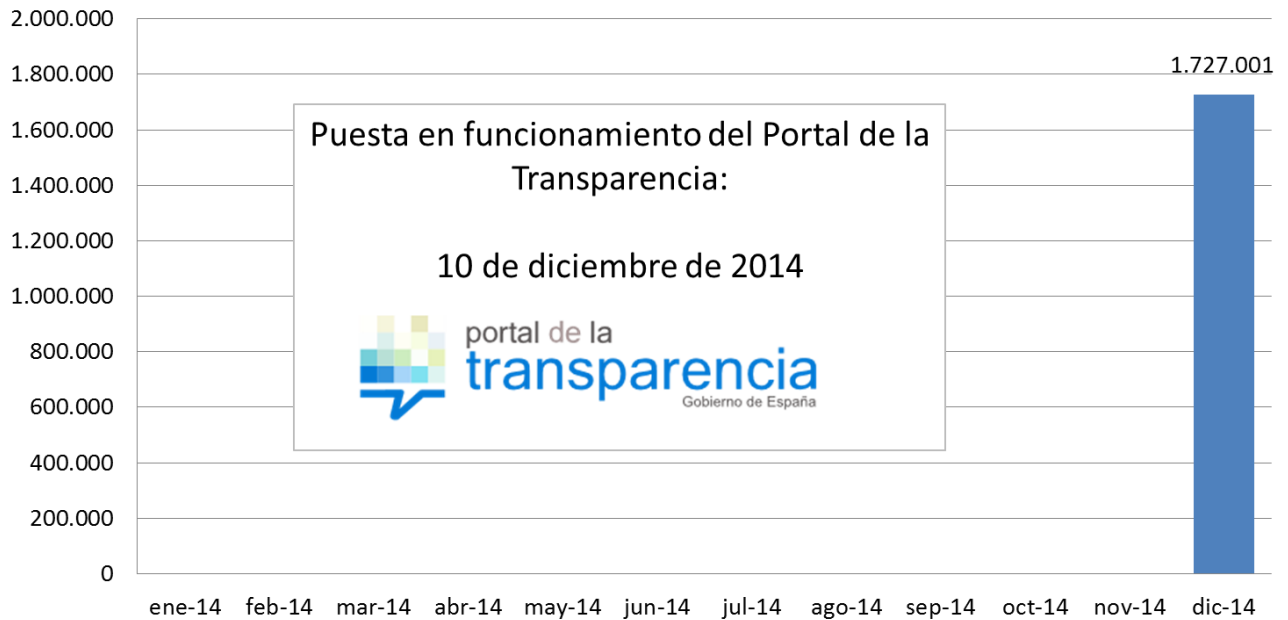 2.000.000
1.800.000
1.727.001
1.600.000
1.400.000
1.200.000
1.000.000
800.000
600.000
400.000
200.000
0
Puesta en funcionamiento del Portal de la
Transparencia:
10 de diciembre de 2014
portal de la
transparencia
Gobierno de España
ene-14 feb-14 mar-14 abr-14 may-14 jun-14 jul-14 ago-14 sep-14 oct-14 nov-14 dic-14